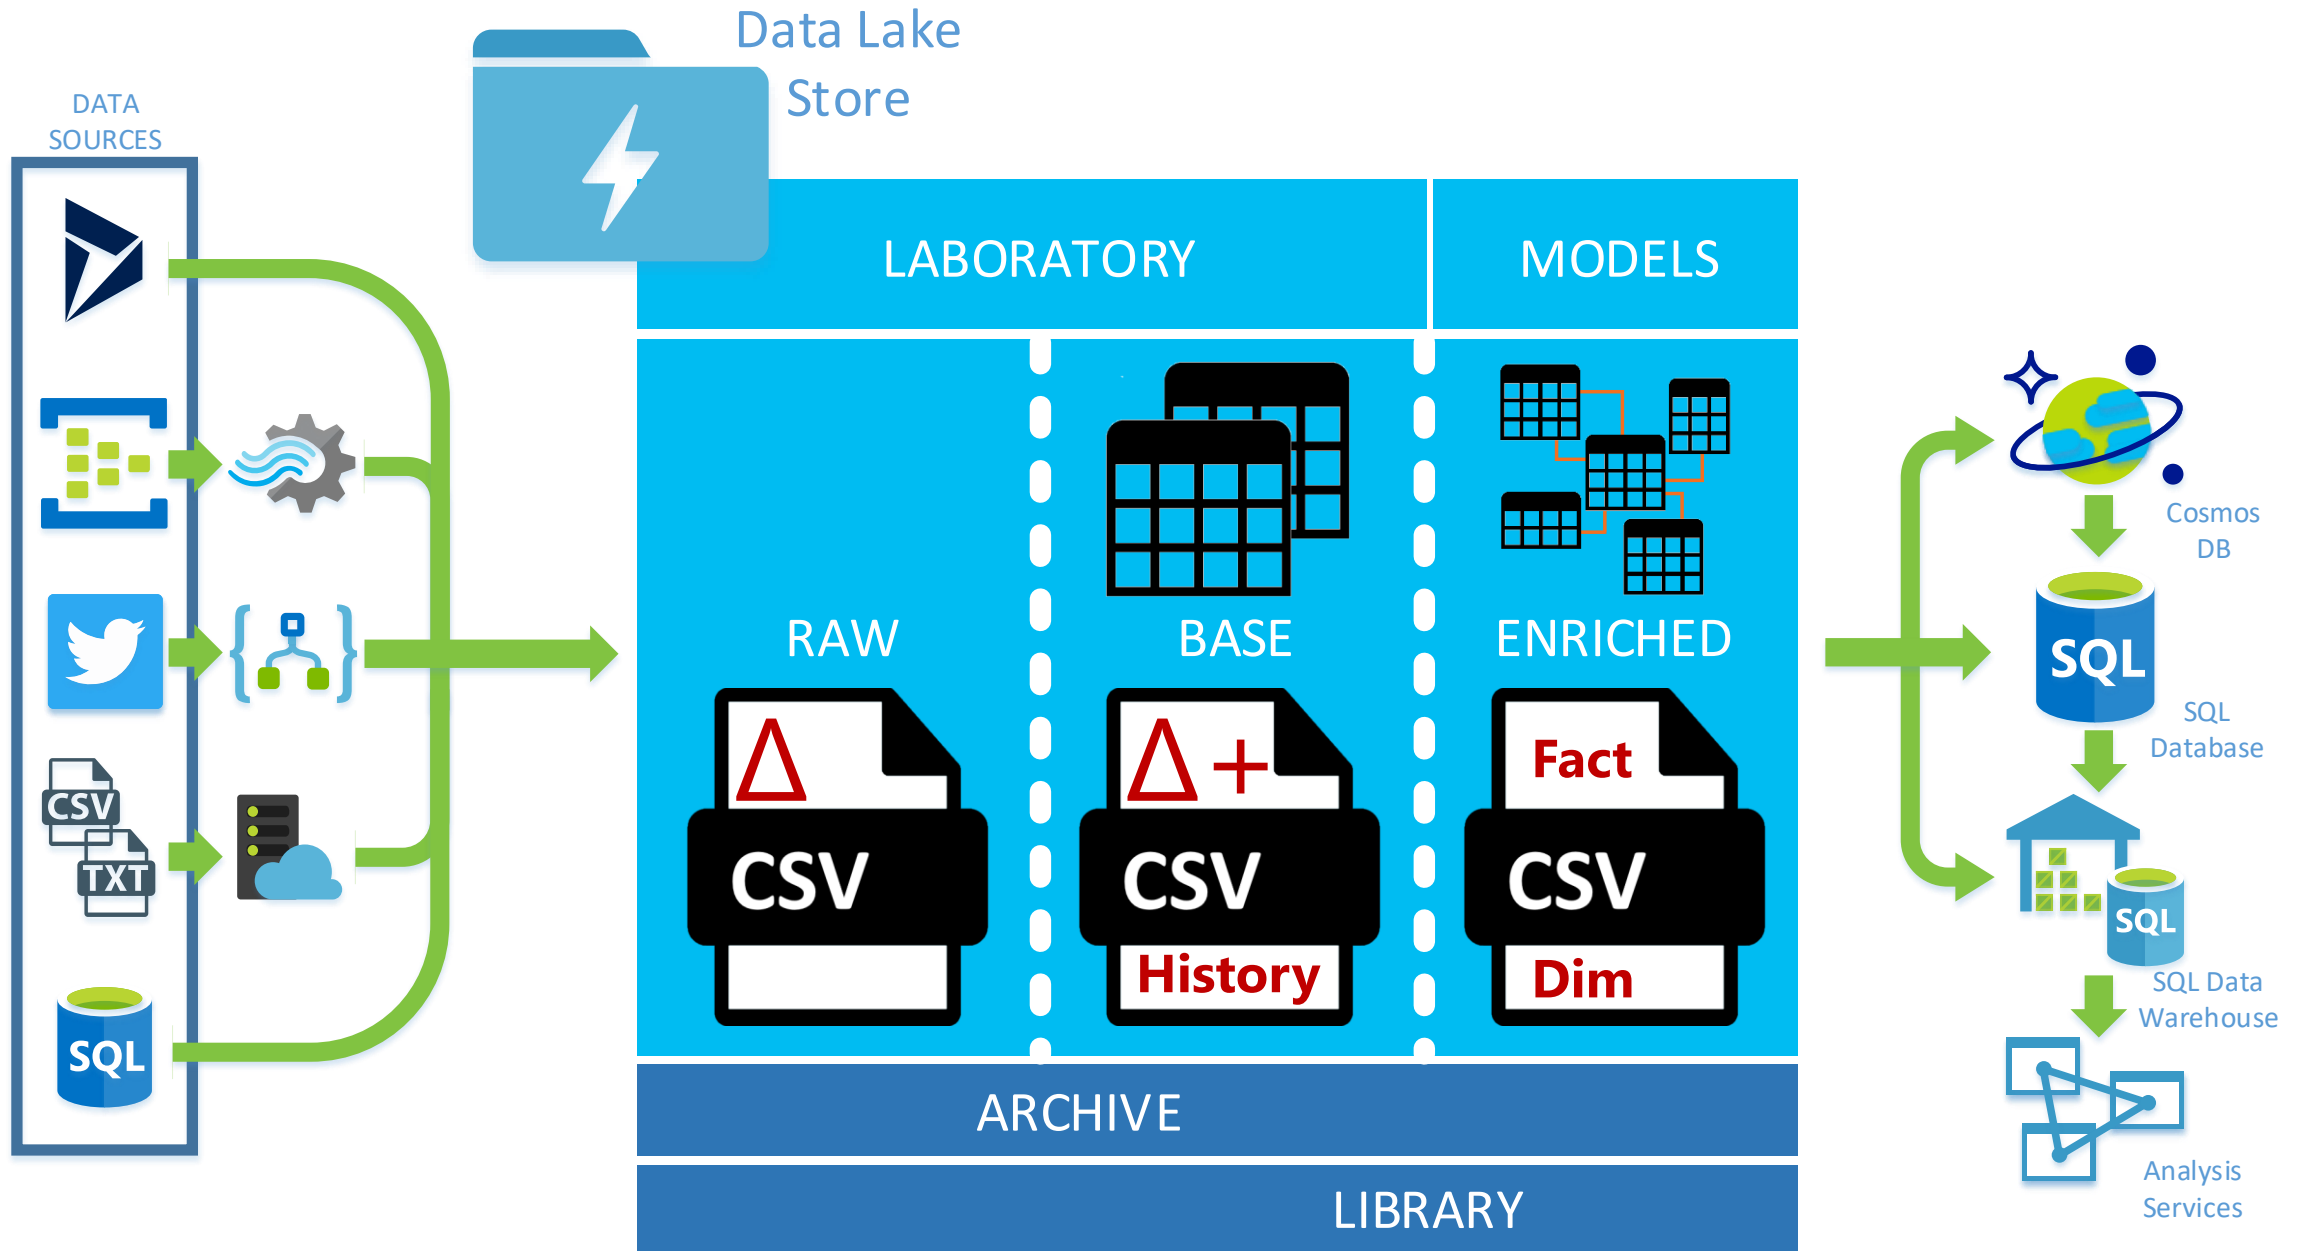 Data Lake
Store
DATA
SOURCES
CSV
TXT
SQL
LABORATORY
MODELS
RAW
BASE
ENRICHED
Δ
CSV
Δ+
CSV
History
Fact
CSV
Dim
ARCHIVE
LIBRARY
Cosmos
DB
SQL
SQL
Database
SQL
SQL Data
Warehouse
Analysis
Services